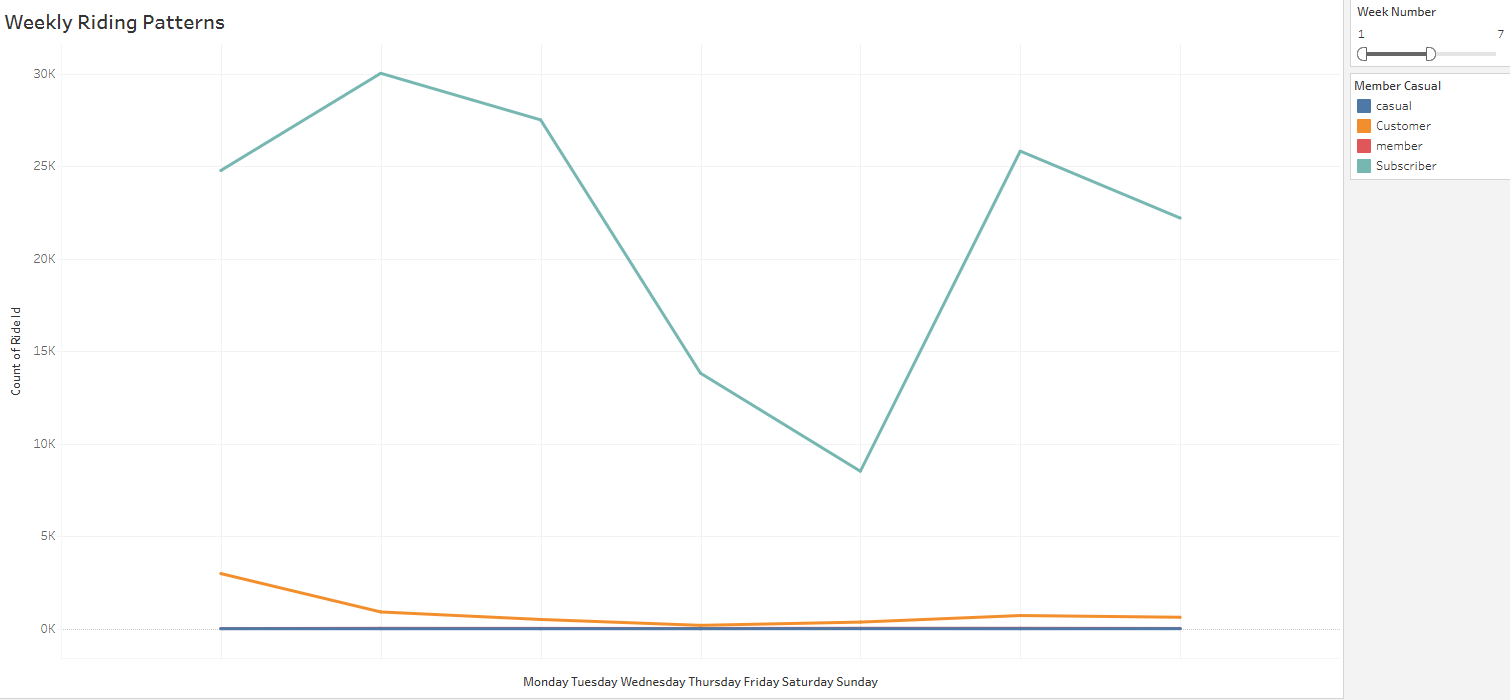 Weekly Riding Patterns
30K
25K
20K
15K
10K
5K
0K
Count of Ride Id
Monday Tuesday Wednesday Thursday Friday Saturday Sunday
Week Number
1 7
Member Casual
casual
Customer
member
Subscriber